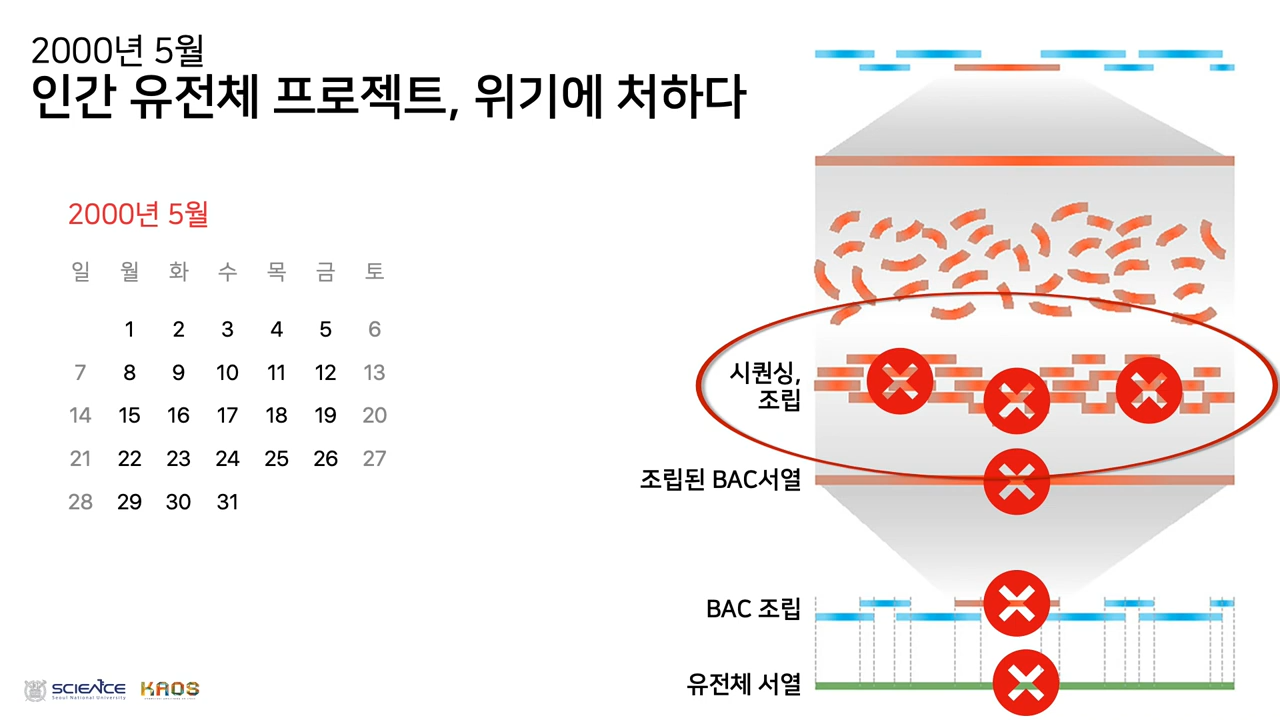 2000년 5월
인간 유전체 프로젝트, 위기에 처하다
2000년 5월
일 월 화 수 목 금 토
1 2 3 4 5 6
7 8 9 10 11 12 13
14 15 16 17 18 19 20
21 22 23 24 25 26 27
28 29 30 31
시퀀싱,
조립
조립된 BAC서열
BAC 조립
유전체 서열
SCIENCE
Seoul National University
KAOS